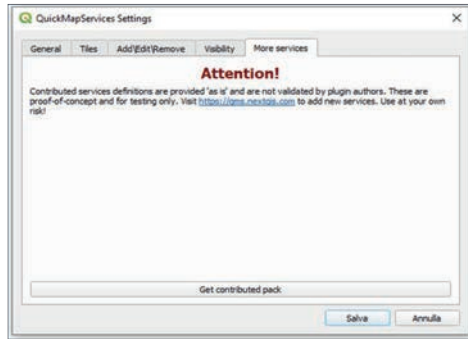 QuickMapServices Settings
General Tiles Add\Edit\Remove Visibility More services
Attention!
Contributed services definitions are provided 'as is' and are not validated by plugin authors. These are
proof-of-concept and for testing only. Visit https://qms.nextgis.com to add new services. Use at your own
risk!
Get contributed pack
Salva Annulla